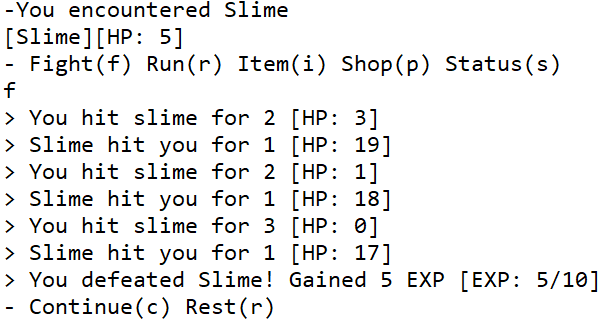 -You encountered Slime
[Slime][HP: 5]
- Fight(f) Run(r) Item(i) Shop(p) Status(s)
f
> You hit slime for 2 [HP: 3]
> Slime hit you for 1 [HP: 19]
> You hit slime for 2 [HP: 1]
> Slime hit you for 1 [HP: 18]
> You hit slime for 3 [HP: 0]
> Slime hit you for 1 [HP: 17]
> You defeated Slime! Gained 5 EXP [EXP: 5/10]
- Continue(c) Rest(r)